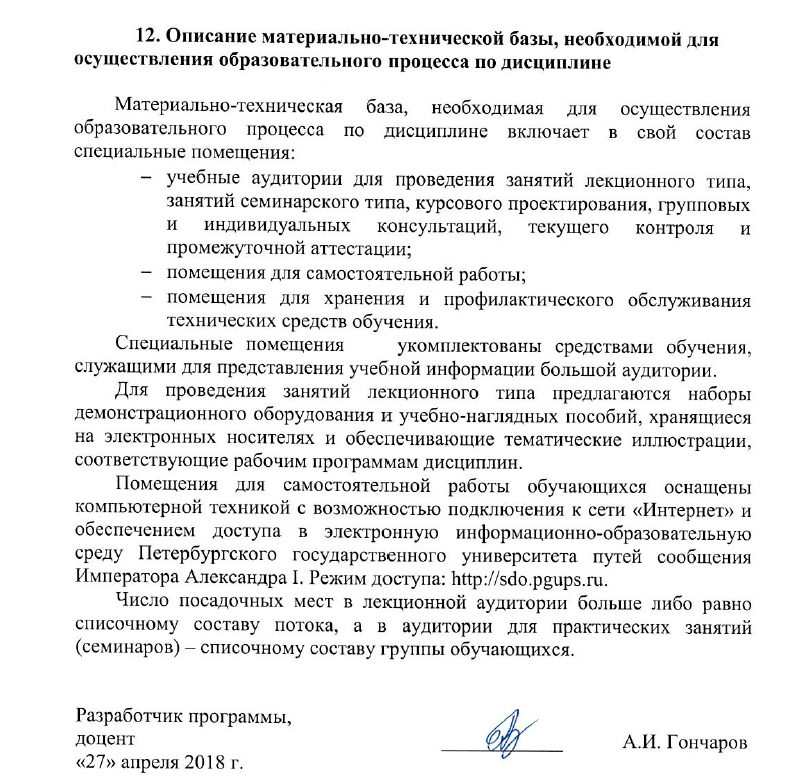 12. Описание материально-технической базы, необходимой для
осуществления образовательного процесса по дисциплине
Материально-техническая база, необходимая для осуществления
образовательного процесса по дисциплине включает в свой состав
специальные помещения:
– учебные аудитории для проведения занятий лекционного типа,
занятий семинарского типа, курсового проектирования, групповых
и индивидуальных консультаций, текущего контроля и
промежуточной аттестации;
– помещения для самостоятельной работы;
– помещения для хранения и профилактического обслуживания
технических средств обучения.
Специальные помещения укомплектованы средствами обучения,
служащими для представления учебной информации большой аудитории.
Для проведения занятий лекционного типа предлагаются наборы
демонстрационного оборудования и учебно-наглядных пособий, хранящиеся
на электронных носителях и обеспечивающие тематические иллюстрации,
соответствующие рабочим программам дисциплин.
Помещения для самостоятельной работы обучающихся оснащены
компьютерной техникой с возможностью подключения к сети «Интернет» и
обеспечением доступа в электронную информационно-образовательную
среду Петербургского государственного университета путей сообщения
Императора Александра I. Режим доступа: http://sdo.pgups.ru.
Число посадочных мест в лекционной аудитории больше либо равно
списочному составу потока, а в аудитории для практических занятий
(семинаров) – списочному составу группы обучающихся.
Разработчик программы,
доцент
А.И. Гончаров
«27» апреля 2018 г.